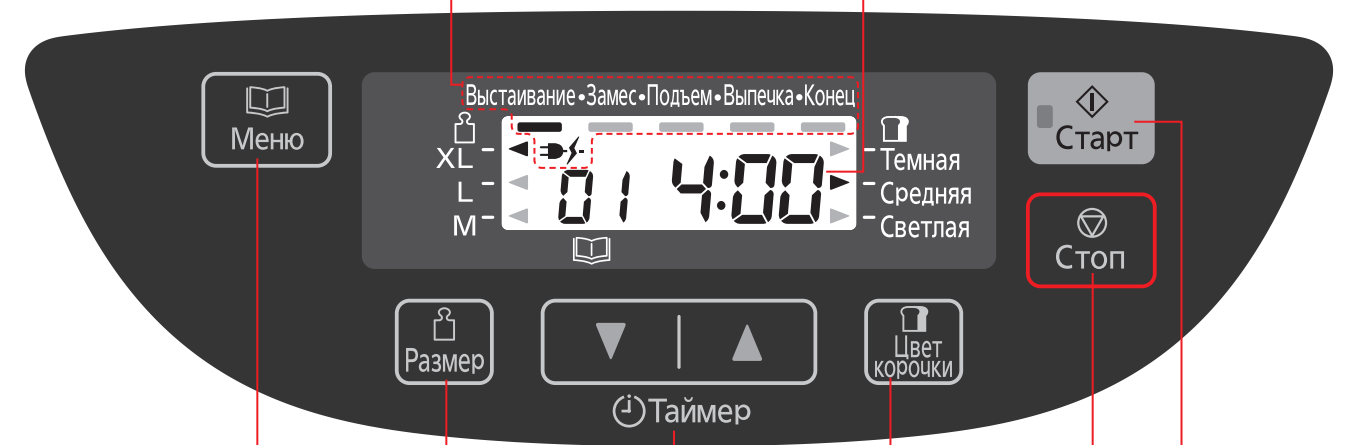 Меню
Выстаивание•Замес•Подъем•Выпечка•Конец
XL
L
M
01 4:00
Темная
Средняя
Светлая
Старт
Стоп
Размер
Таймер
Цвет
корочки